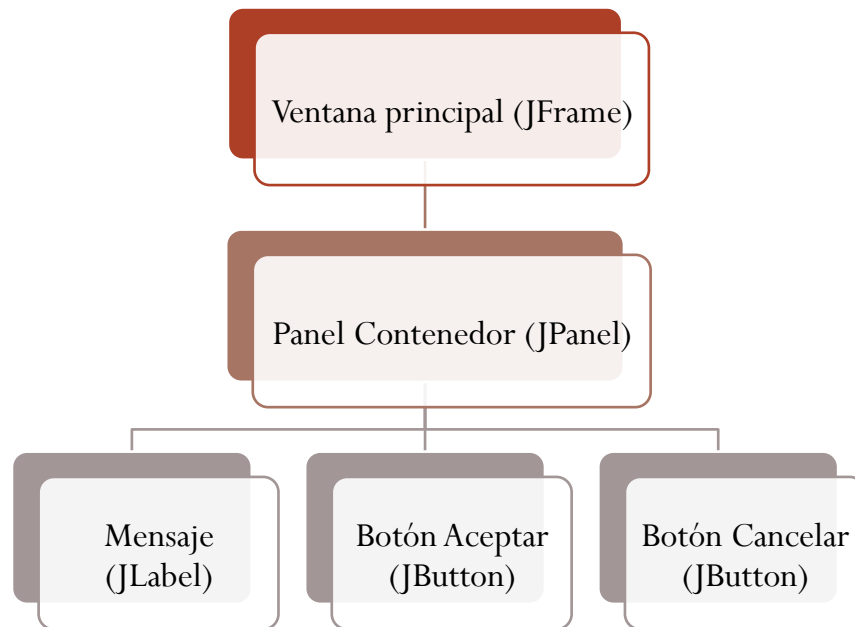 Ventana principal (JFrame)
Panel Contenedor (JPanel)
Mensaje
(JLabel)
Botón Aceptar
(JButton)
Botón Cancelar
(JButton)